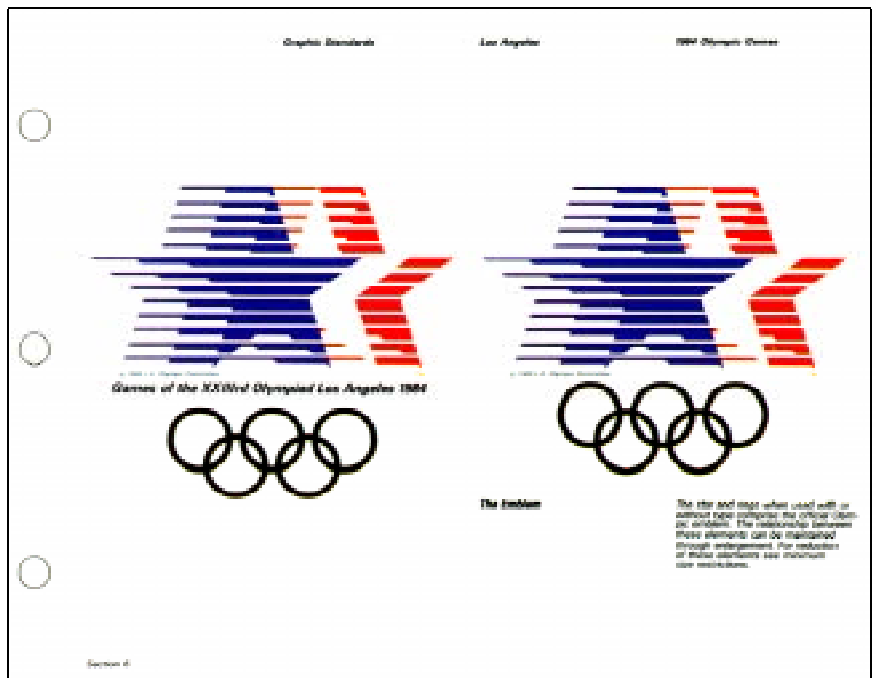 Graphic Standards
Los Angeles
1984 Olympic Games
Games of the XXIIIrd Olympiad Los Angeles 1984
The Emblem
The star and rings when used with or
without type comprise the official Olym-
pic emblem. The relationship between
these elements can be maintained
through enlargement. For reduction
of these elements see minimum
size restrictions.
Section 6